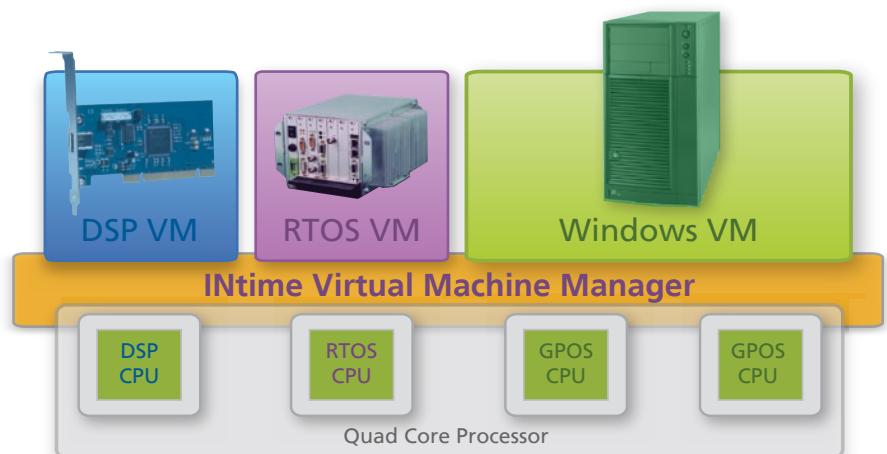 DSP VM
RTOS VM
Windows VM
INtime Virtual Machine Manager
DSP
CPU
RTOS
CPU
GPOS
CPU
GPOS
CPU
Quad Core Processor